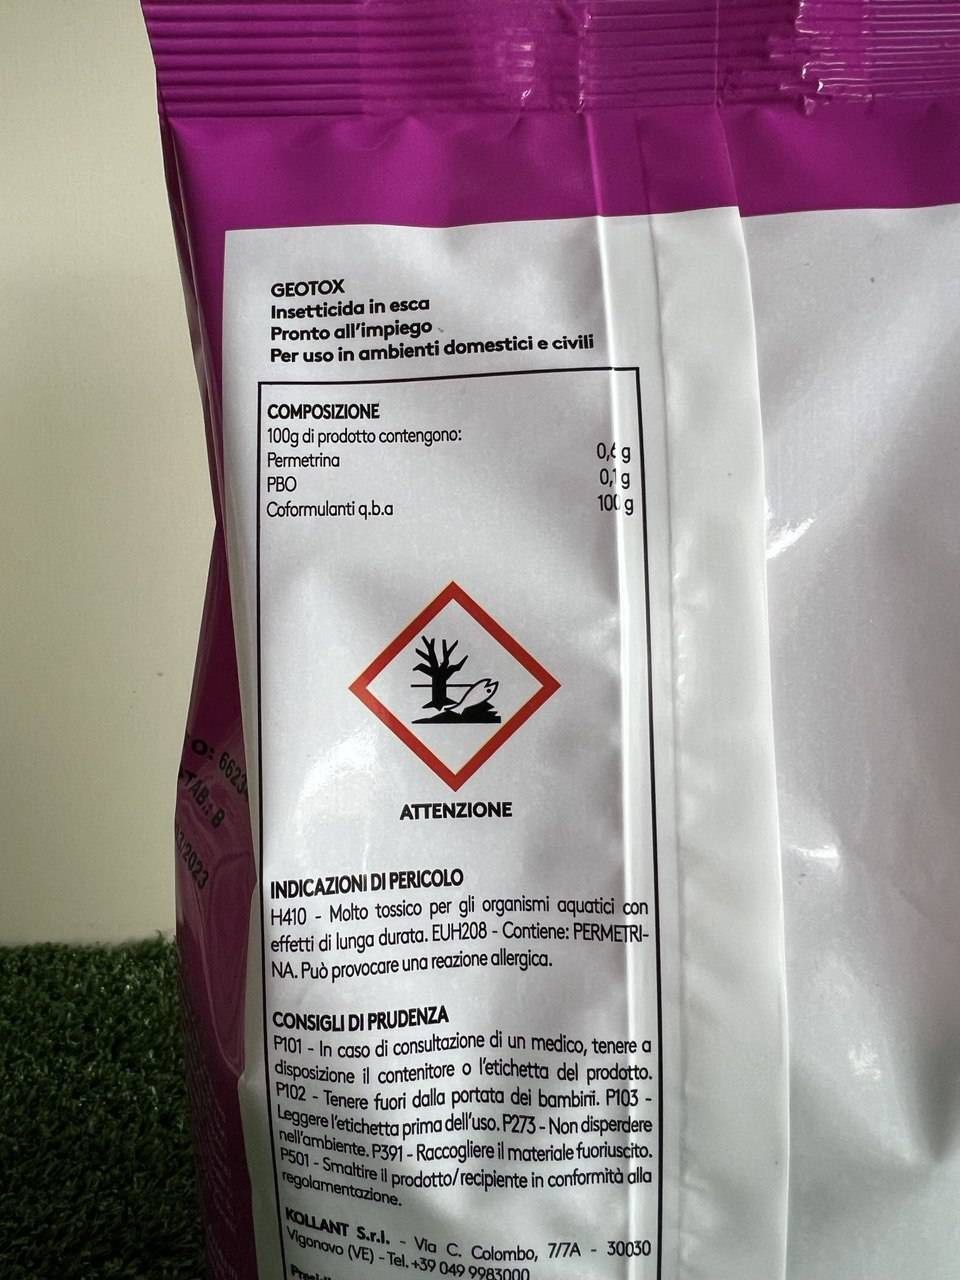 GEOTOX
Insetticida in esca
Pronto all'impiego
Per uso in ambienti domestici e civili
COMPOSIZIONE
100g di prodotto contengono:
Permetrina 0,6 g
PBO 0,1 g
Coformulanti q.b.a 100 g
ATTENZIONE
INDICAZIONI DI PERICOLO
H410 - Molto tossico per gli organismi aquatici con
effetti di lunga durata. EUH208 - Contiene: PERMETRI-
NA. Può provocare una reazione allergica.
CONSIGLI DI PRUDENZA
P101 - In caso di consultazione di un medico, tenere a
disposizione il contenitore o l'etichetta del prodotto.
P102 - Tenere fuori dalla portata dei bambini. P103 -
Leggere l'etichetta prima dell'uso. P273 - Non disperdere
nell'ambiente. P391 - Raccogliere il materiale fuoriuscito.
P501 - Smaltire il prodotto/recipiente in conformità alla
regolamentazione.
KOLLANT S.r.l. - Via C. Colombo, 7/7A - 30030
Vigonovo (VE) - Tel. +39 049 9983000